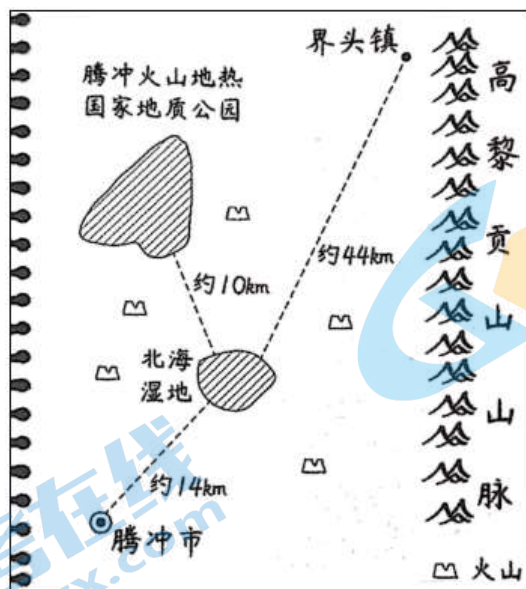 界头镇
腾冲火山地热
国家地质公园
高黎贡山山脉
约44km
约10km
北海
湿地
约14km
腾冲市
火山